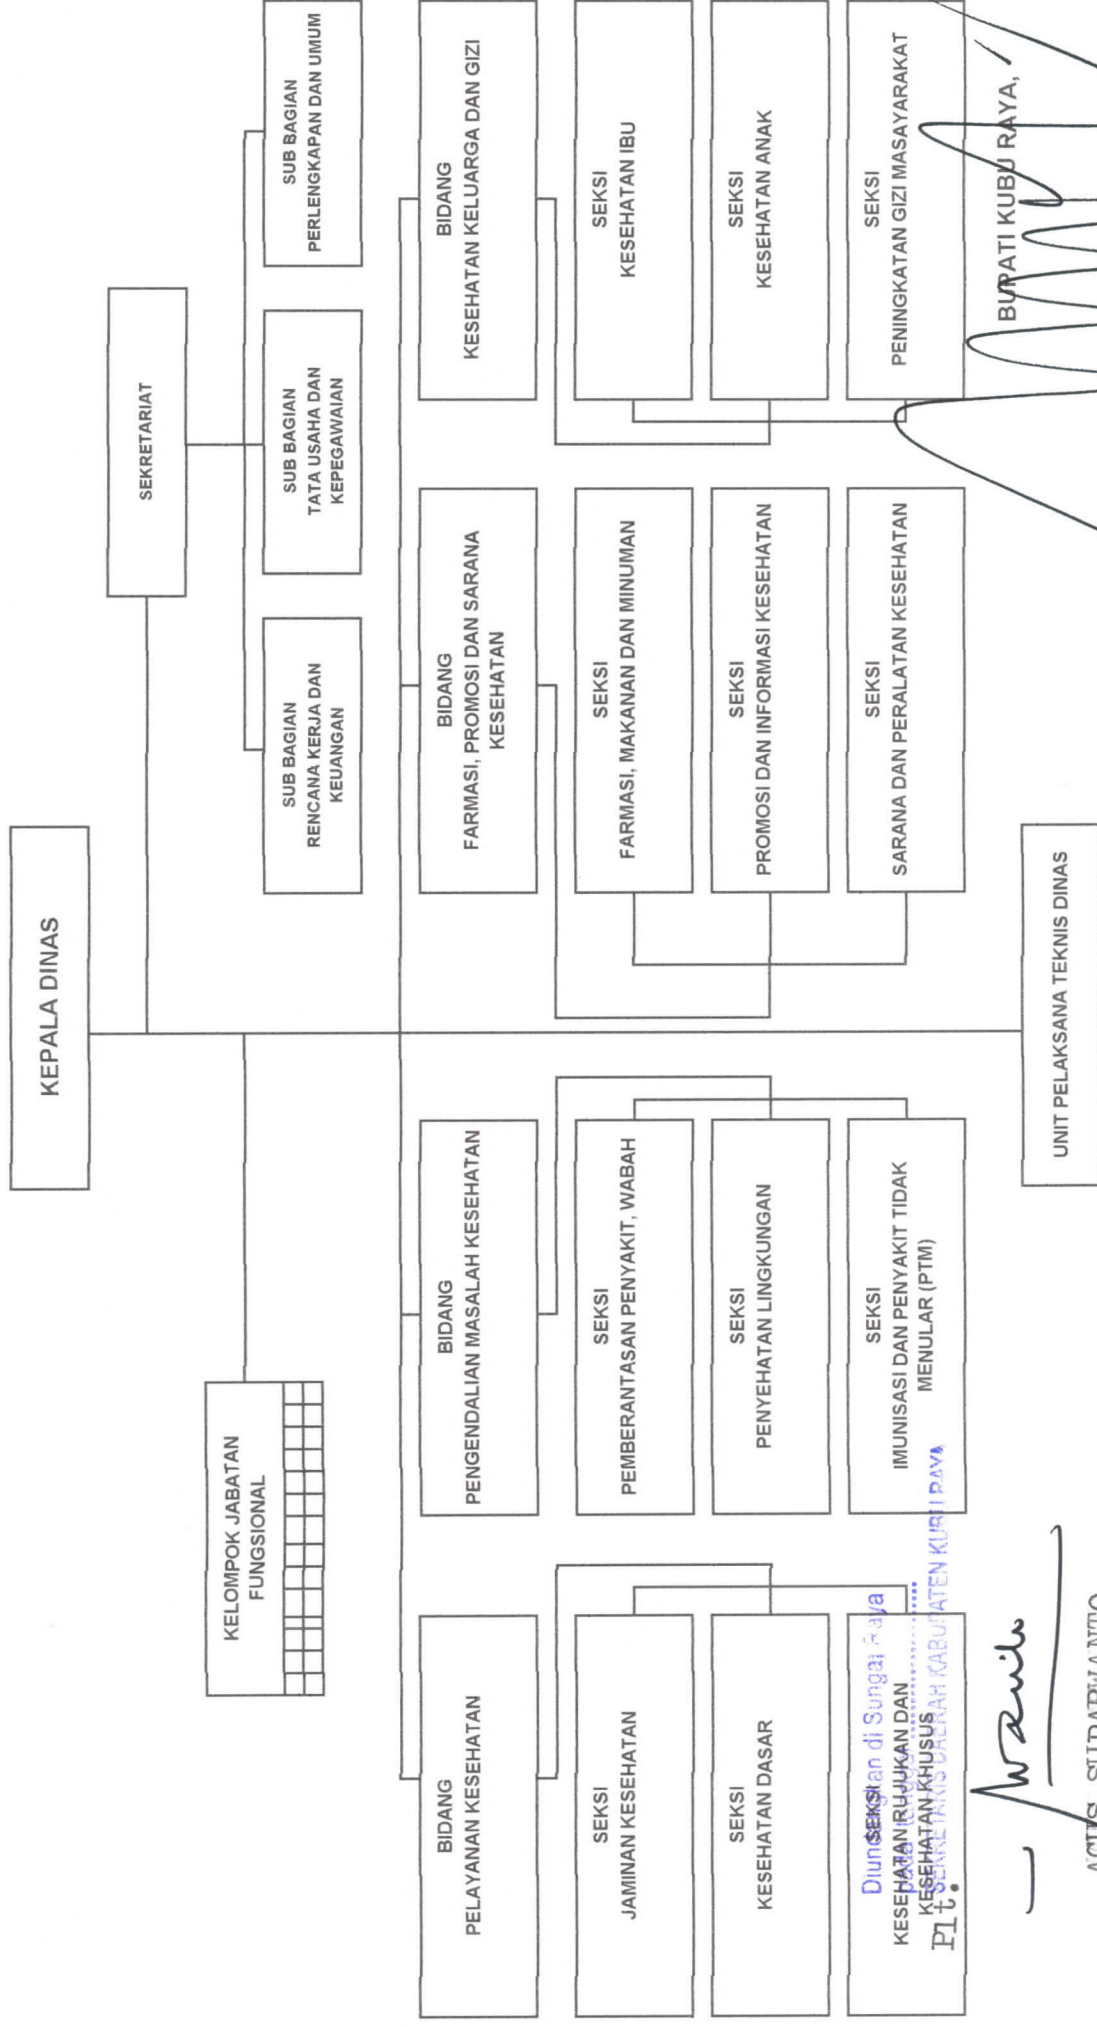 KEPALA DINAS
SEKRETARIAT
KELOMPOK JABATAN
FUNGSIONAL
SUB BAGIAN
RENCANA KERJA DAN
KEUANGAN
SUB BAGIAN
TATA USAHA DAN
KEPEGAWAIAN
SUB BAGIAN
PERLENGKAPAN DAN UMUM
BIDANG
PELAYANAN KESEHATAN
BIDANG
PENGENDALIAN MASALAH KESEHATAN
BIDANG
FARMASI, PROMOSI DAN SARANA
KESEHATAN
BIDANG
KESEHATAN KELUARGA DAN GIZI
SEKSI
JAMINAN KESEHATAN
SEKSI
PEMBERANTASAN PENYAKIT, WABAH
SEKSI
FARMASI, MAKANAN DAN MINUMAN
SEKSI
KESEHATAN IBU
SEKSI
KESEHATAN DASAR
SEKSI
PENYEHATAN LINGKUNGAN
SEKSI
PROMOSI DAN INFORMASI KESEHATAN
SEKSI
KESEHATAN ANAK
SEKSI
KESEHATAN RUJUKAN DAN
KESEHATAN KHUSUS
SEKSI
IMUNISASI DAN PENYAKIT TIDAK
MENULAR (PTM)
SEKSI
SARANA DAN PERALATAN KESEHATAN
SEKSI
PENINGKATAN GIZI MASAYARAKAT
Diundangkan di Sungai Raya
pada tanggal ...............
Plt. SEKRETARIS DAERAH KABUPATEN KUBU RAYA
UNIT PELAKSANA TEKNIS DINAS
BUPATI KUBU RAYA,